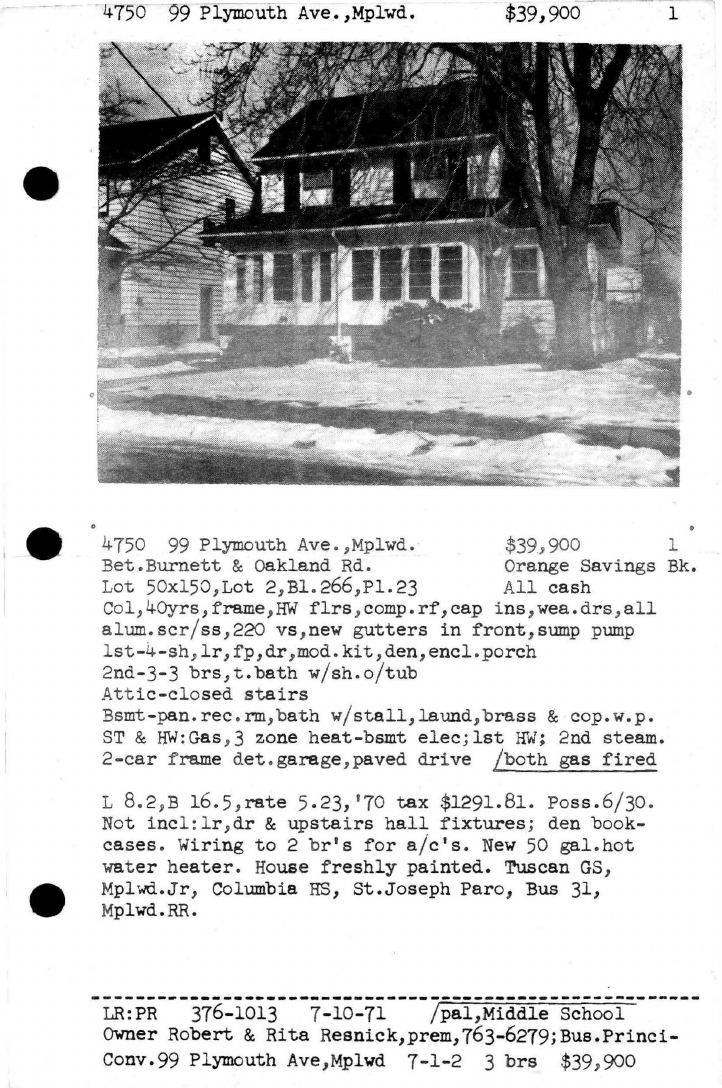 4750 99 Plymouth Ave.,Mplwd. $39,900 1
4750 99 Plymouth Ave.,Mplwd. $39,900 1
Bet.Burnett & Oakland Rd. Orange Savings Bk.
Lot 50x150,Lot 2,Bl.266,Pl.23 All cash
Col,40yrs,frame,HW flrs,comp.rf,cap ins,wea.drs,all
alum.scr/ss,220 vs,new gutters in front,sump pump
1st-4-sh,lr,fp,dr,mod.kit,den,encl.porch
2nd-3-3 brs,t.bath w/sh.o/tub
Attic-closed stairs
Bsmt-pan.rec.rm,bath w/stall,laund,brass & cop.w.p.
ST & HW:Gas,3 zone heat-bsmt elec;1st HW; 2nd steam.
2-car frame det.garage,paved drive /both gas fired
L 8.2,B 16.5,rate 5.23,'70 tax $1291.81. Poss.6/30.
Not incl:lr,dr & upstairs hall fixtures; den book-
cases. Wiring to 2 br's for a/c's. New 50 gal.hot
water heater. House freshly painted. Tuscan GS,
Mplwd.Jr, Columbia HS, St.Joseph Paro, Bus 31,
Mplwd.RR.
LR:PR 376-1013 7-10-71 /pal,Middle School
Owner Robert & Rita Resnick,prem,763-6279;Bus.Princi-
Conv.99 Plymouth Ave,Mplwd 7-1-2 3 brs $39,900